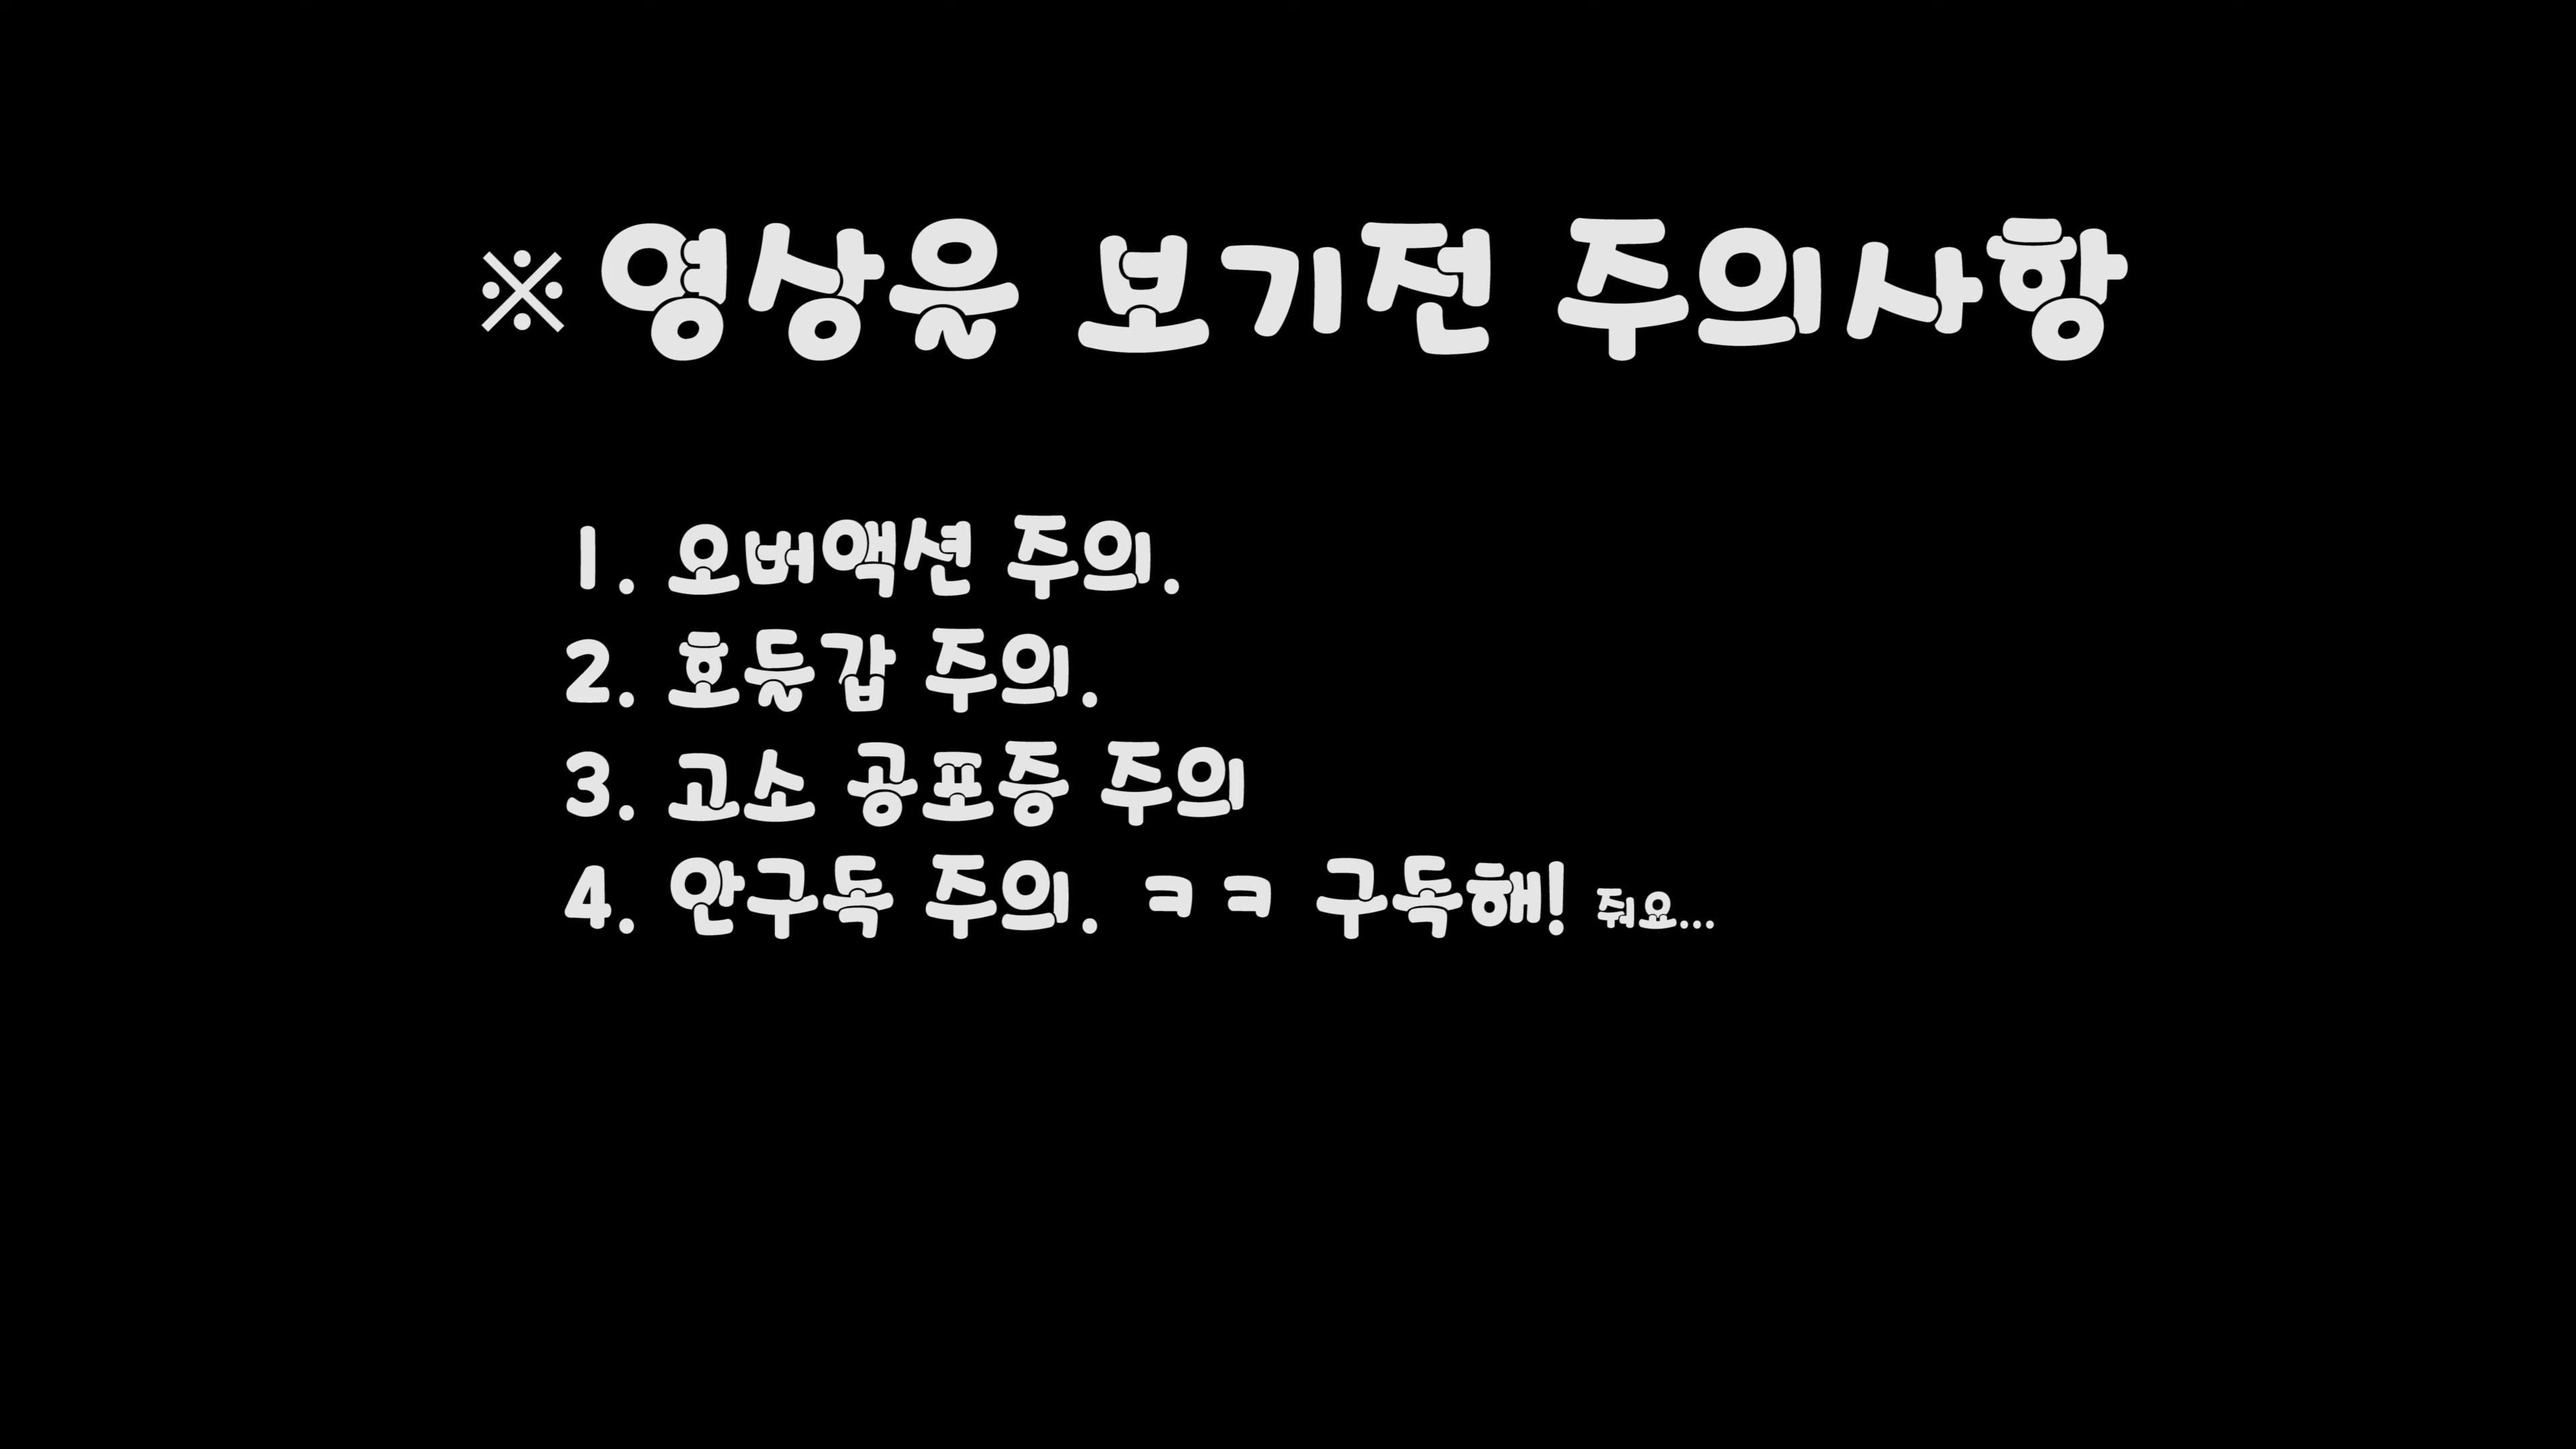 ※영상을 보기전 주의사항
1. 오버액션 주의.
2. 호들갑 주의.
3. 고소 공포증 주의
4. 안구독 주의. ㅋㅋ 구독해! 줘요...